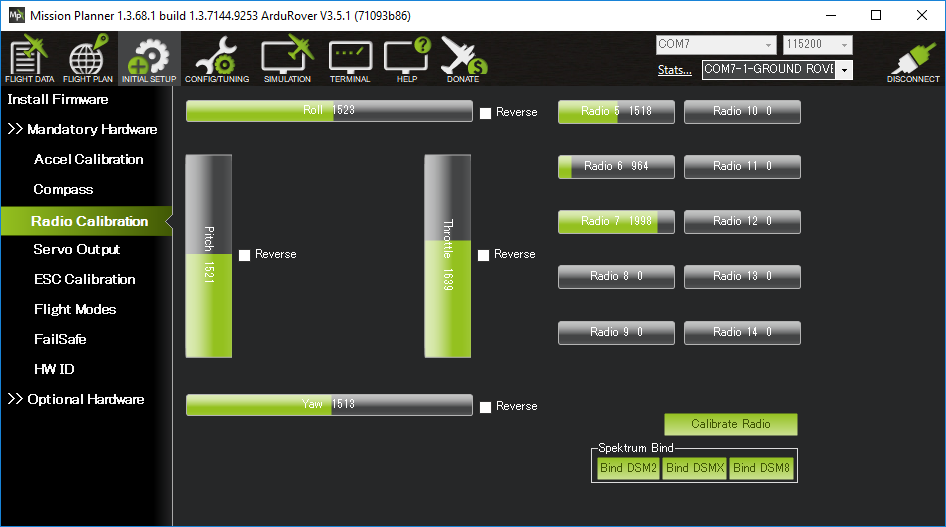 Mission Planner 1.3.68.1 build 1.3.7144.9253 ArduRover V3.5.1 (71093b86)
FLIGHT DATA FLIGHT PLAN INITIAL SETUP CONFIG/TUNING SIMULATION TERMINAL HELP DONATE
COM7 115200
Stats... COM7-1-GROUND ROVE
DISCONNECT
Install Firmware
>> Mandatory Hardware
Accel Calibration
Compass
Radio Calibration
Servo Output
ESC Calibration
Flight Modes
FailSafe
HW ID
>> Optional Hardware
Roll 1523
Reverse
Pitch 1521
Reverse
Throttle 1639
Reverse
Yaw 1513
Reverse
Radio 5 1518
Radio 10 0
Radio 6 964
Radio 11 0
Radio 7 1998
Radio 12 0
Radio 8 0
Radio 13 0
Radio 9 0
Radio 14 0
Calibrate Radio
Spektrum Bind
Bind DSM2 Bind DSMX Bind DSM8